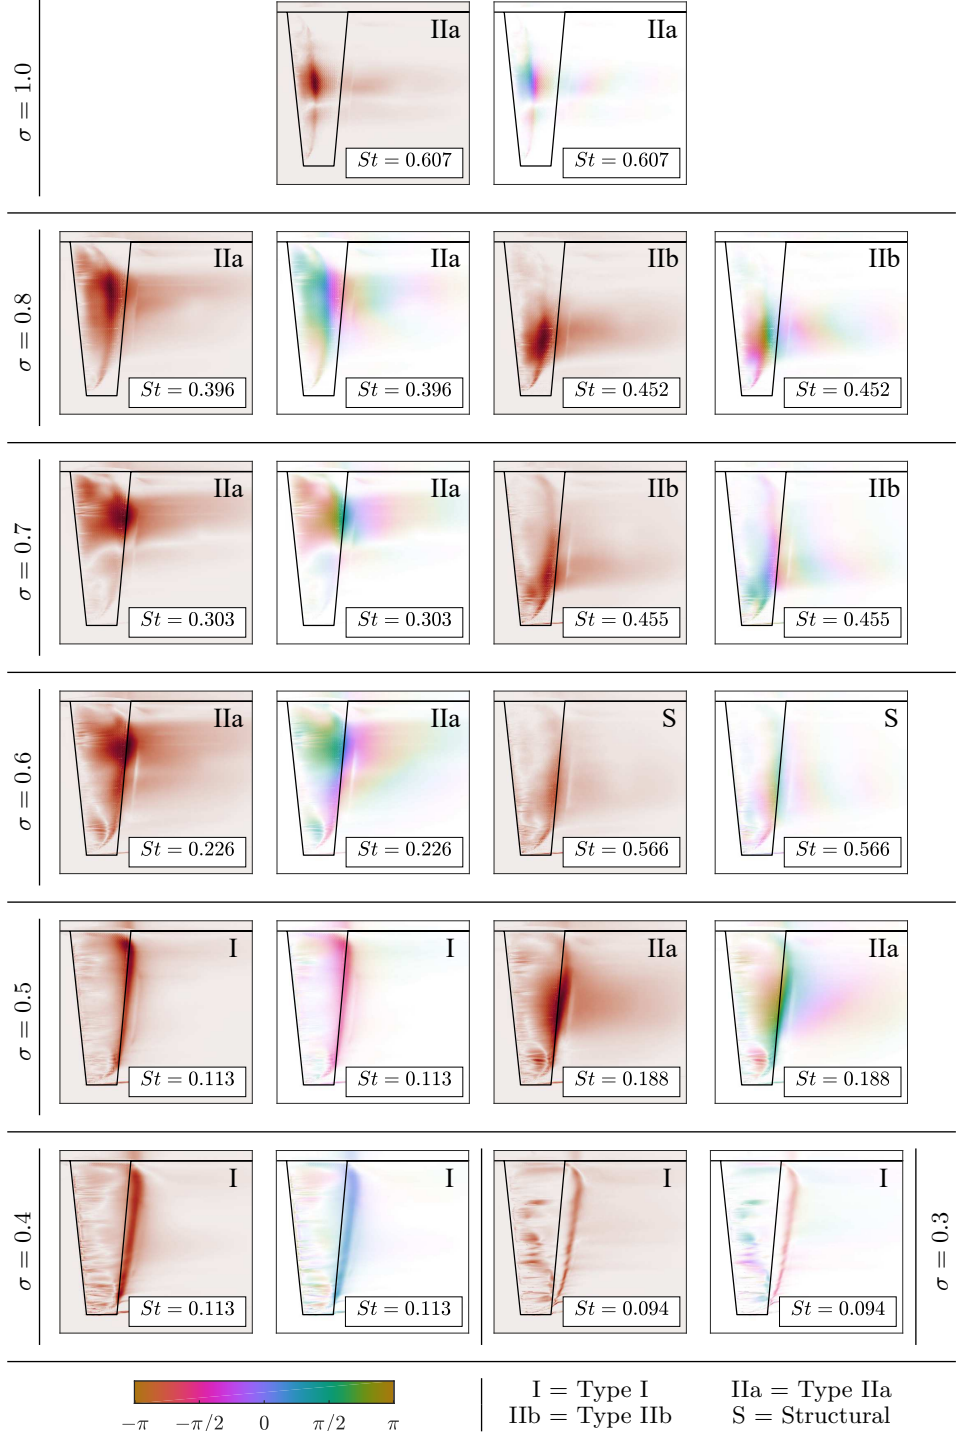 σ = 1.0
IIa
IIa
St = 0.607
St = 0.607
σ = 0.8
IIa
IIa
IIb
IIb
St = 0.396
St = 0.396
St = 0.452
St = 0.452
σ = 0.7
IIa
IIa
IIb
IIb
St = 0.303
St = 0.303
St = 0.455
St = 0.455
σ = 0.6
IIa
IIa
S
S
St = 0.226
St = 0.226
St = 0.566
St = 0.566
σ = 0.5
I
I
IIa
IIa
St = 0.113
St = 0.113
St = 0.188
St = 0.188
σ = 0.4
I
I
I
I
σ = 0.3
St = 0.113
St = 0.113
St = 0.094
St = 0.094
−π −π/2 0 π/2 π
I = Type I
IIa = Type IIa
IIb = Type IIb
S = Structural